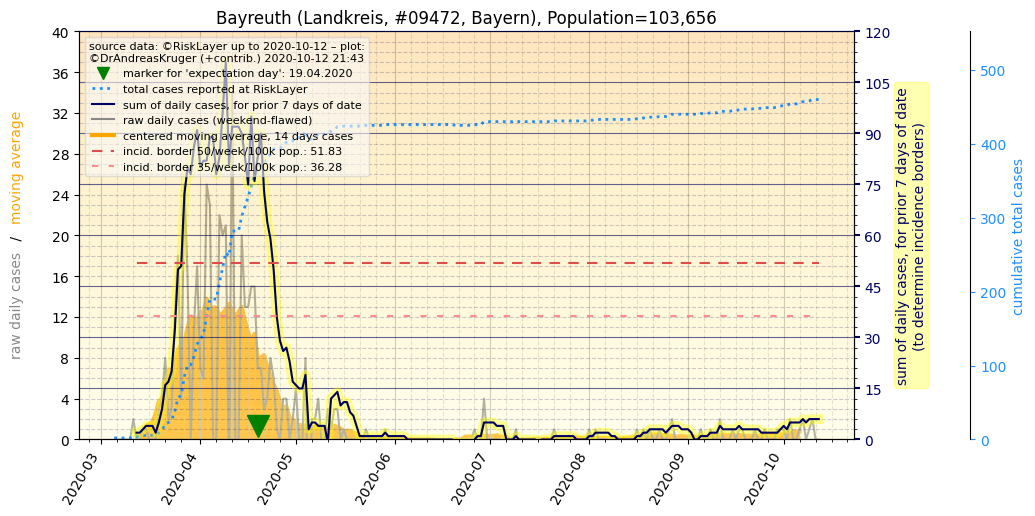 Bayreuth (Landkreis, #09472, Bayern), Population=103,656
source data: ©RiskLayer up to 2020-10-12 – plot:
©DrAndreasKruger (+contrib.) 2020-10-12 21:43
marker for 'expectation day': 19.04.2020
total cases reported at RiskLayer
sum of daily cases, for prior 7 days of date
raw daily cases (weekend-flawed)
centered moving average, 14 days cases
incid. border 50/week/100k pop.: 51.83
incid. border 35/week/100k pop.: 36.28
raw daily cases / moving average
40
36
32
28
24
20
16
12
8
4
0
2020-03
2020-04
2020-05
2020-06
2020-07
2020-08
2020-09
2020-10
120
105
90
75
60
45
30
15
0
sum of daily cases, for prior 7 days of date
(to determine incidence borders)
500
400
300
200
100
0
cumulative total cases